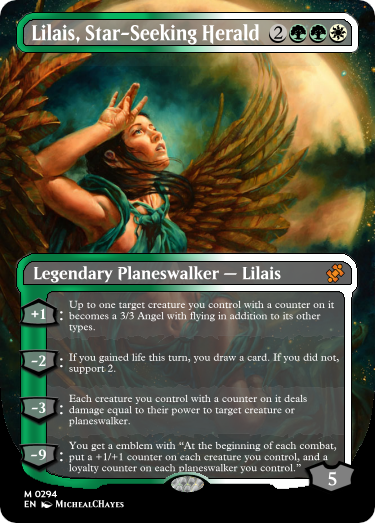 Lilais, Star-Seeking Herald 2
Legendary Planeswalker — Lilais
+1: Up to one target creature you control with a counter on it
becomes a 3/3 Angel with flying in addition to its other
types.
-2: If you gained life this turn, you draw a card. If you did not,
support 2.
-3: Each creature you control with a counter on it deals
damage equal to their power to target creature or
planeswalker.
-9: You get a emblem with “At the beginning of each combat,
put a +1/+1 counter on each creature you control, and a
loyalty counter on each planeswalker you control.”
5
M 0294
EN MichealCHayes